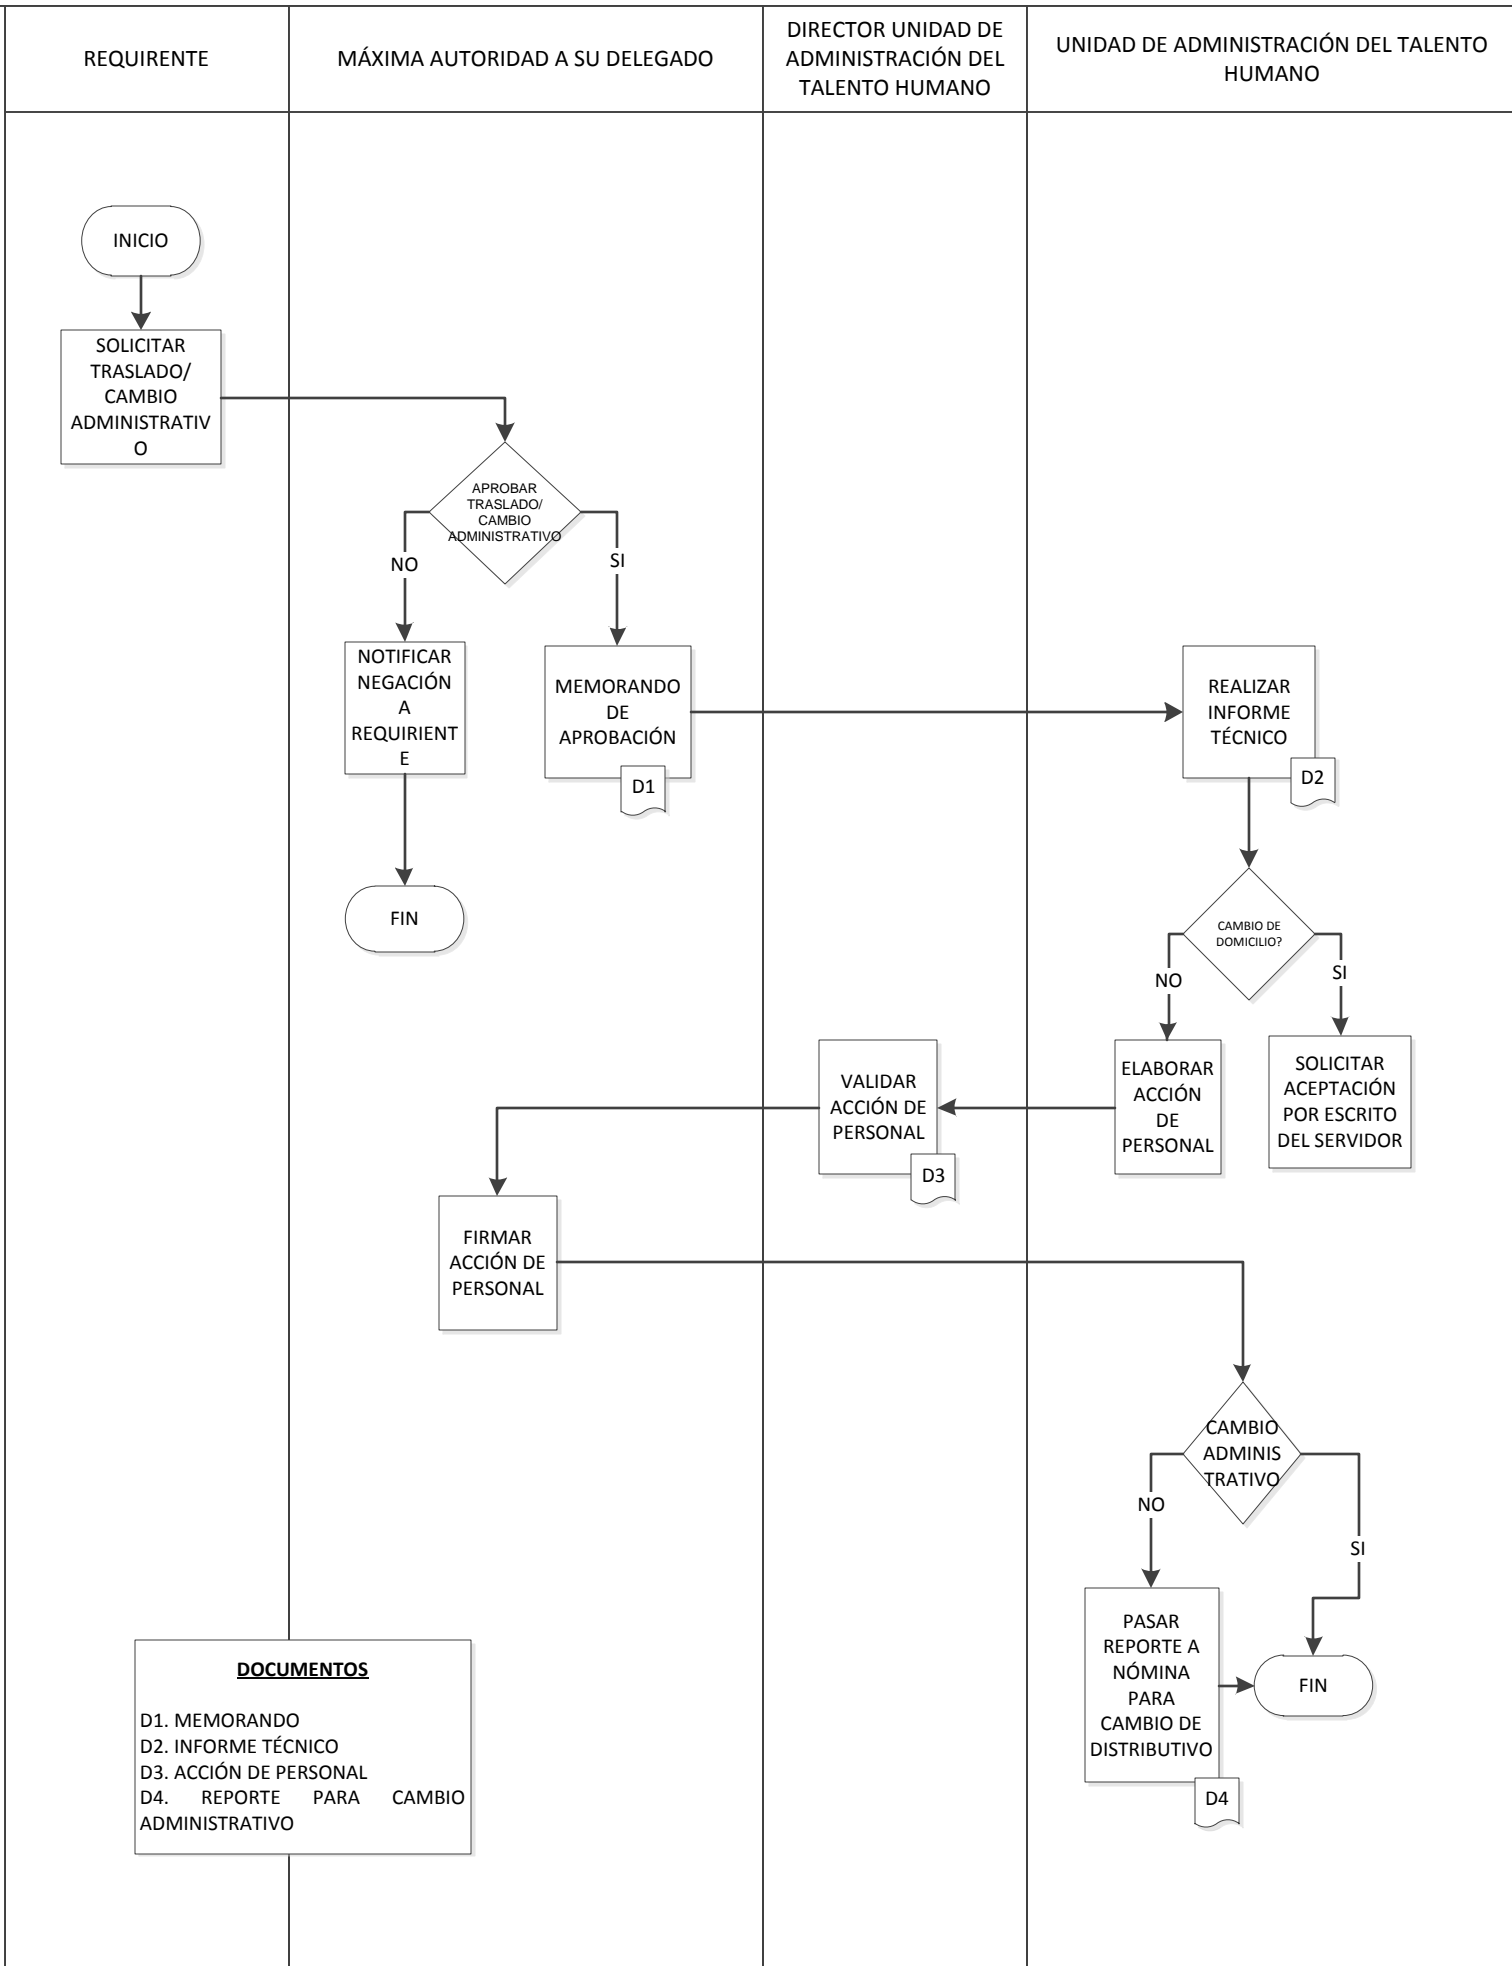 REQUIRENTE
MÁXIMA AUTORIDAD A SU DELEGADO
DIRECTOR UNIDAD DE
ADMINISTRACIÓN DEL
TALENTO HUMANO
UNIDAD DE ADMINISTRACIÓN DEL TALENTO
HUMANO
INICIO
SOLICITAR
TRASLADO/
CAMBIO
ADMINISTRATIV
O
APROBAR
TRASLADO/
CAMBIO
ADMINISTRATIVO
NO
SI
NOTIFICAR
NEGACIÓN
A
REQUIRIENT
E
MEMORANDO
DE
APROBACIÓN
D1
REALIZAR
INFORME
TÉCNICO
D2
FIN
CAMBIO DE
DOMICILIO?
NO
SI
VALIDAR
ACCIÓN DE
PERSONAL
D3
ELABORAR
ACCIÓN
DE
PERSONAL
SOLICITAR
ACEPTACIÓN
POR ESCRITO
DEL SERVIDOR
FIRMAR
ACCIÓN DE
PERSONAL
CAMBIO
ADMINIS
TRATIVO
NO
SI
PASAR
REPORTE A
NÓMINA
PARA
CAMBIO DE
DISTRIBUTIVO
D4
FIN
DOCUMENTOS
D1. MEMORANDO
D2. INFORME TÉCNICO
D3. ACCIÓN DE PERSONAL
D4. REPORTE PARA CAMBIO
ADMINISTRATIVO